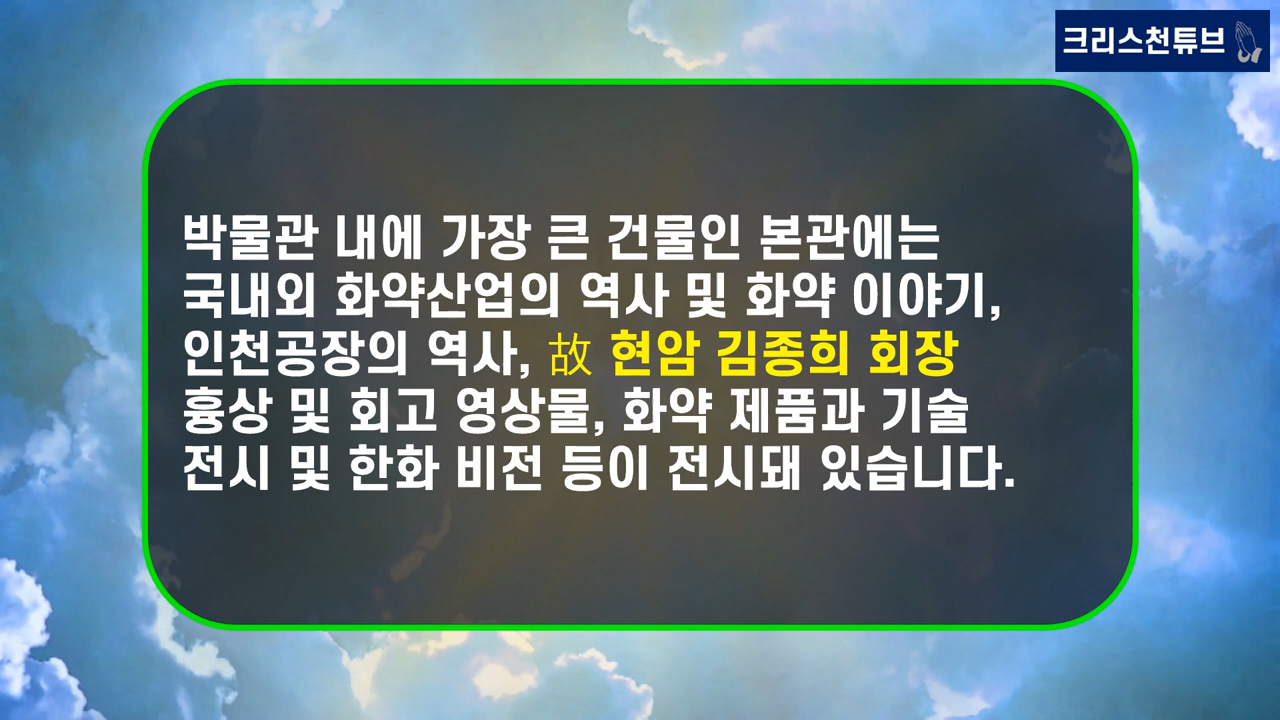 크리스천튜브
박물관 내에 가장 큰 건물인 본관에는
국내외 화약산업의 역사 및 화약 이야기,
인천공장의 역사, 故 현암 김종희 회장
흉상 및 회고 영상물, 화약 제품과 기술
전시 및 한화 비전 등이 전시돼 있습니다.